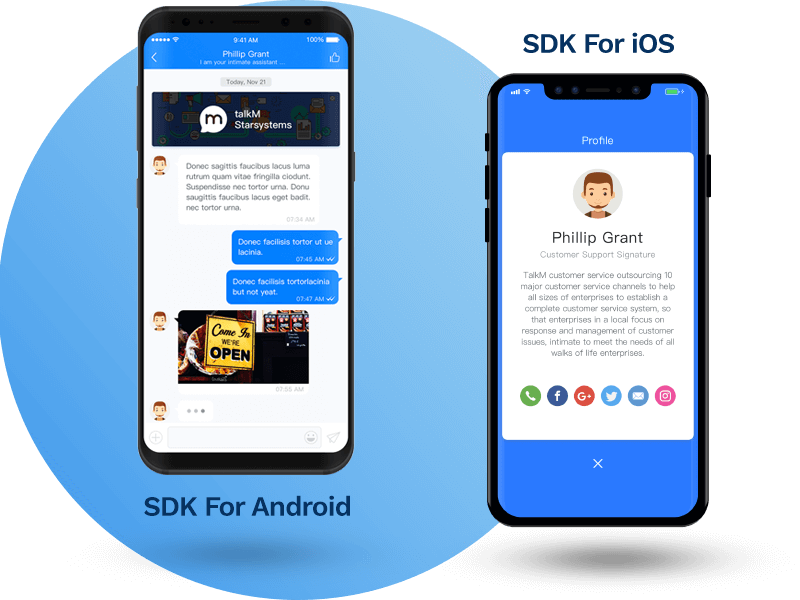 9:41 AM
100%
Phillip Grant
I am your intimate assistant ...
Today, Nov 21
m
talkM
Starsystems
Donec sagittis faucibus lacus luma
rutrum quam vitae fringilla ciodunt.
Suspendisse nec tortor urna. Donu
saugittis faucibus lacus eget badit.
nec tortor urna.
07:34 AM
Donec facilisis tortor ut ue
lacinia.
07:45 AM
Donec facilisis tortorlacinia
but not yeat.
07:47 AM
Come In
WE'RE
OPEN
07:55 AM
SDK For Android
SDK For iOS
Profile
Phillip Grant
Customer Support Signature
TalkM customer service outsourcing 10
major customer service channels to help
all sizes of enterprises to establish a
complete customer service system, so
that enterprises in a local focus on
response and management of customer
issues, intimate to meet the needs of all
walks of life enterprises.
f
G+